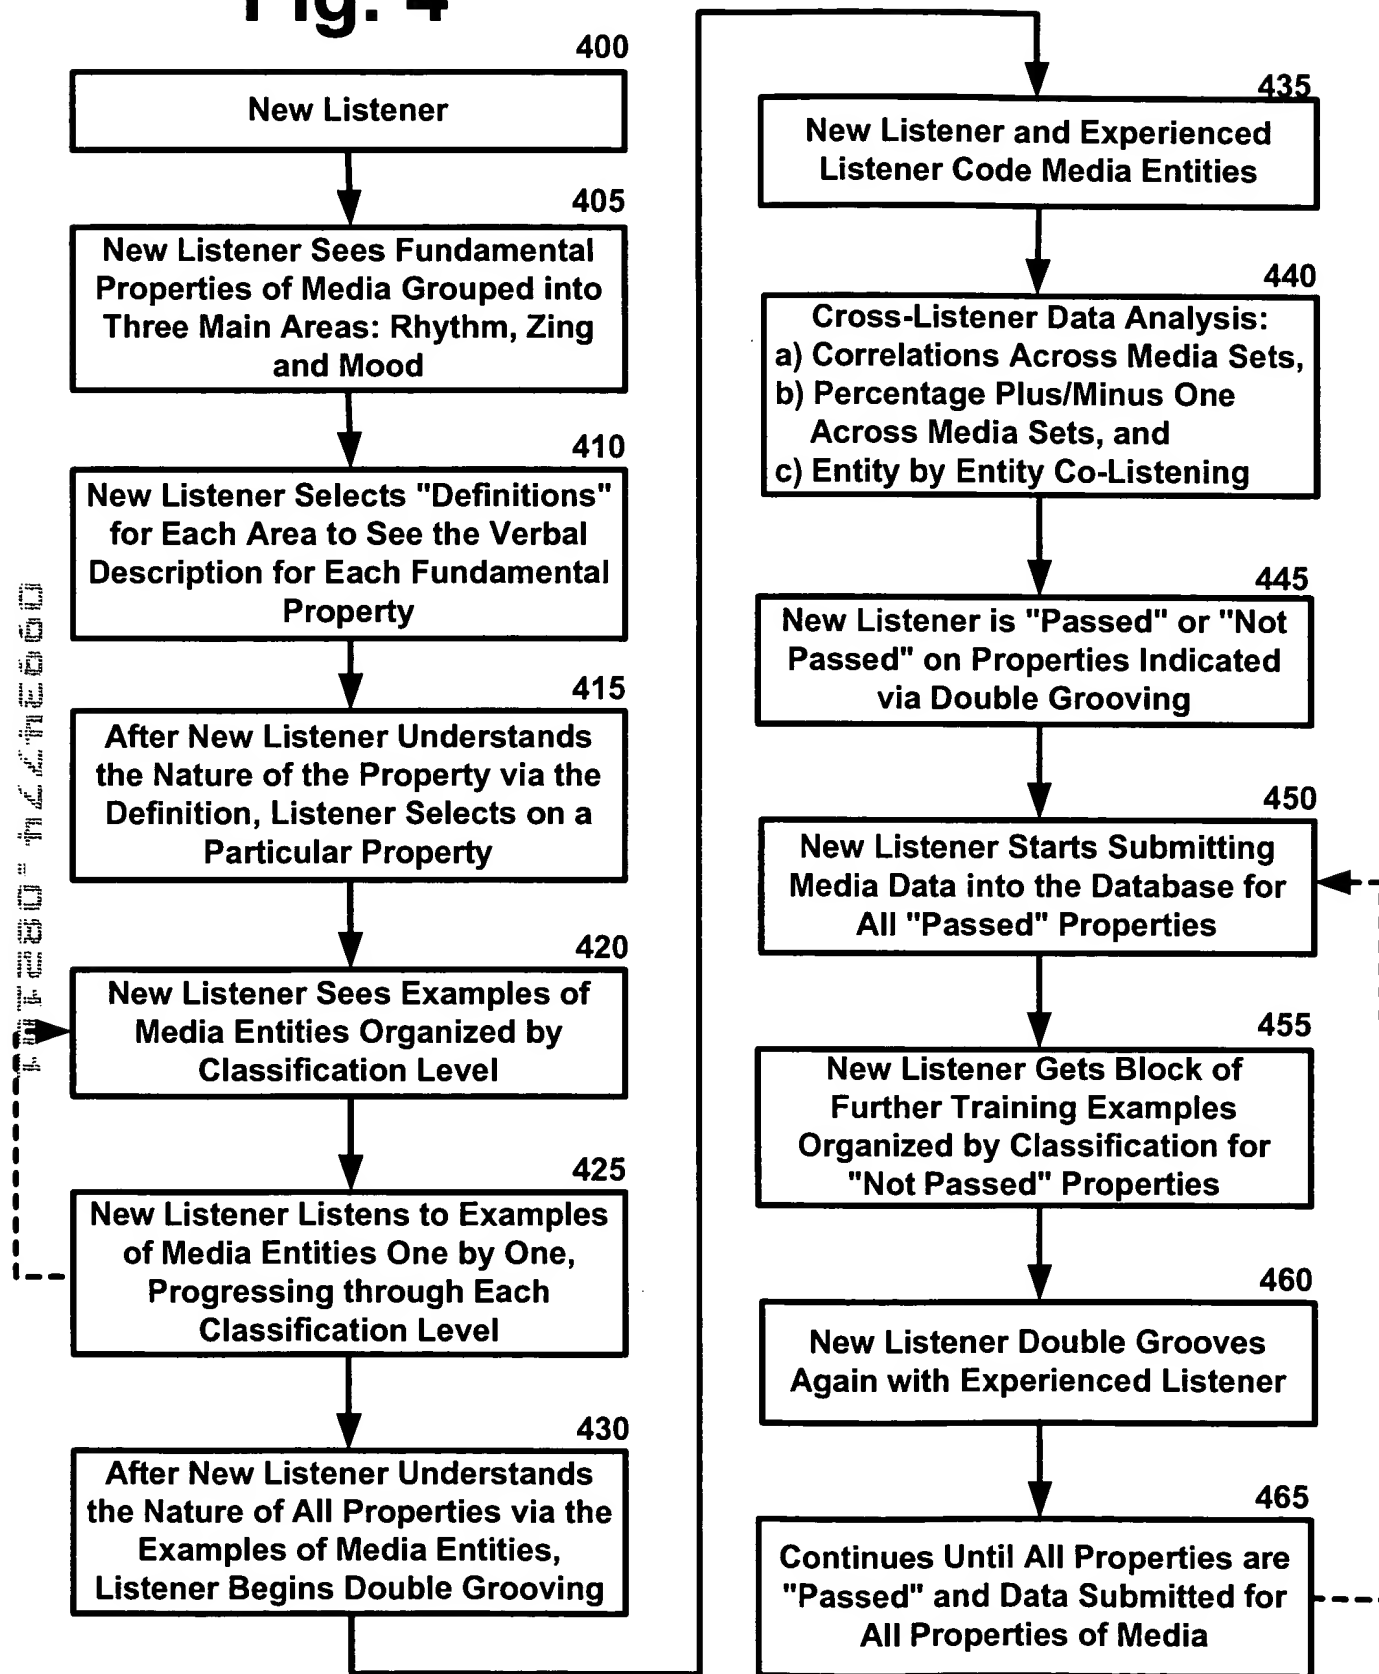 Fig. 4
400
New Listener
405
New Listener Sees Fundamental
Properties of Media Grouped into
Three Main Areas: Rhythm, Zing
and Mood
410
New Listener Selects "Definitions"
for Each Area to See the Verbal
Description for Each Fundamental
Property
415
After New Listener Understands
the Nature of the Property via the
Definition, Listener Selects on a
Particular Property
420
New Listener Sees Examples of
Media Entities Organized by
Classification Level
425
New Listener Listens to Examples
of Media Entities One by One,
Progressing through Each
Classification Level
430
After New Listener Understands
the Nature of All Properties via the
Examples of Media Entities,
Listener Begins Double Grooving
435
New Listener and Experienced
Listener Code Media Entities
440
Cross-Listener Data Analysis:
a) Correlations Across Media Sets,
b) Percentage Plus/Minus One
Across Media Sets, and
c) Entity by Entity Co-Listening
445
New Listener is "Passed" or "Not
Passed" on Properties Indicated
via Double Grooving
450
New Listener Starts Submitting
Media Data into the Database for
All "Passed" Properties
455
New Listener Gets Block of
Further Training Examples
Organized by Classification for
"Not Passed" Properties
460
New Listener Double Grooves
Again with Experienced Listener
465
Continues Until All Properties are
"Passed" and Data Submitted for
All Properties of Media